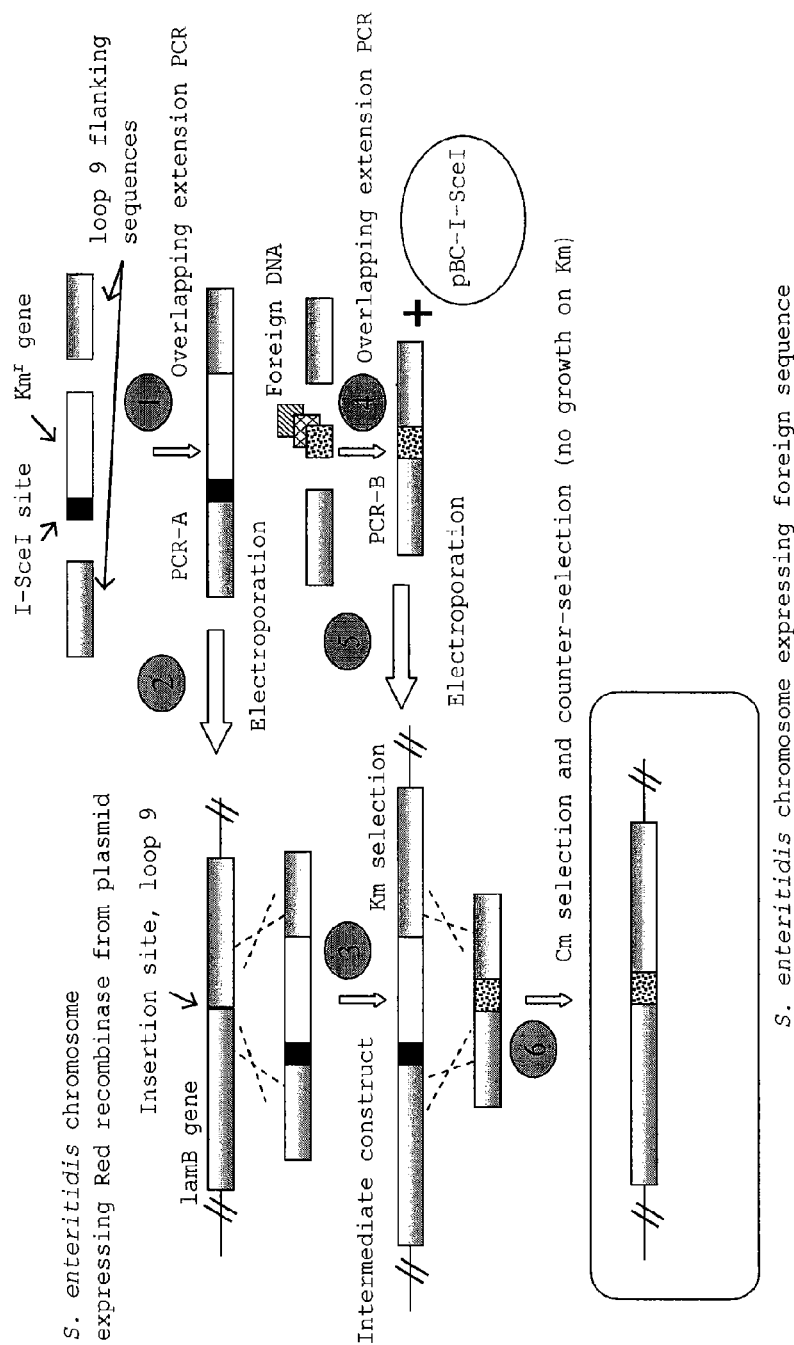 S. enteritidis chromosome
expressing Red recombinase from plasmid
Insertion site, loop 9
lamB gene
I-SceI site
Kmr gene
loop 9 flanking
sequences
1
Overlapping extension PCR
PCR-A
2
Electroporation
3
Km selection
Intermediate construct
Foreign DNA
4
Overlapping extension PCR
PCR-B
+
pBC-I-SceI
5
Electroporation
6
Cm selection and counter-selection (no growth on Km)
S. enteritidis chromosome expressing foreign sequence